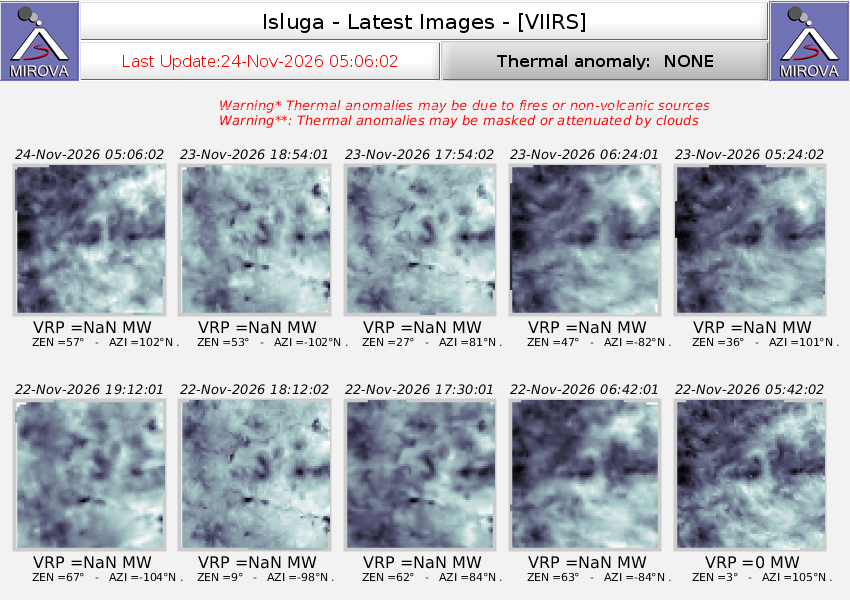 Isluga - Latest Images - [VIIRS]
MIROVA
Last Update:24-Nov-2026 05:06:02
Thermal anomaly: NONE
MIROVA
Warning* Thermal anomalies may be due to fires or non-volcanic sources
Warning**: Thermal anomalies may be masked or attenuated by clouds
24-Nov-2026 05:06:02
23-Nov-2026 18:54:01
23-Nov-2026 17:54:02
23-Nov-2026 06:24:01
23-Nov-2026 05:24:02
VRP =NaN MW
VRP =NaN MW
VRP =NaN MW
VRP =NaN MW
VRP =NaN MW
ZEN =57° - AZI =102°N .
ZEN =53° - AZI =-102°N .
ZEN =27° - AZI =81°N .
ZEN =47° - AZI =-82°N .
ZEN =36° - AZI =101°N .
22-Nov-2026 19:12:01
22-Nov-2026 18:12:02
22-Nov-2026 17:30:01
22-Nov-2026 06:42:01
22-Nov-2026 05:42:02
VRP =NaN MW
VRP =NaN MW
VRP =NaN MW
VRP =NaN MW
VRP =0 MW
ZEN =67° - AZI =-104°N .
ZEN =9° - AZI =-98°N .
ZEN =62° - AZI =84°N .
ZEN =63° - AZI =-84°N .
ZEN =3° - AZI =105°N .